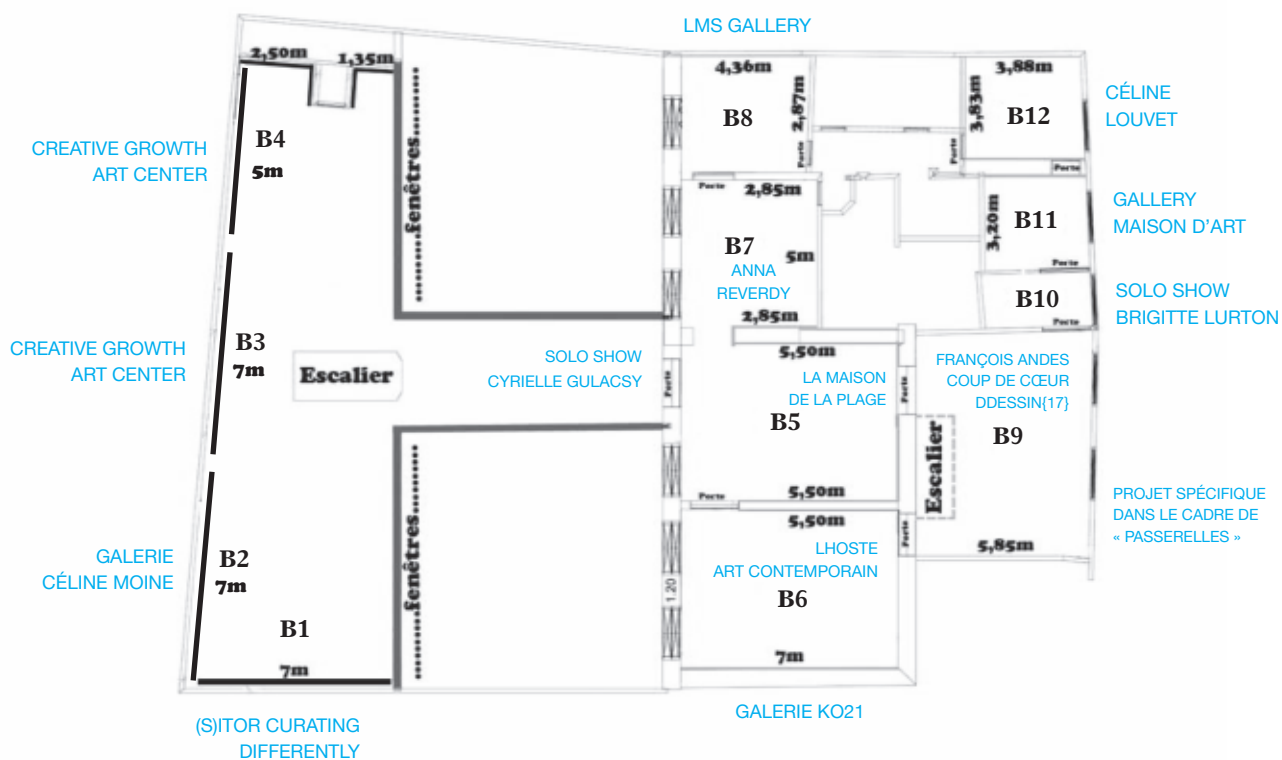 LMS GALLERY
2,50m
1,35m
4,36m
3,88m
fenêtres
B8
2,87m
Porte
3,83m
B12
CÉLINE
LOUVET
Porte
Porte
CREATIVE GROWTH
ART CENTER
B4
5m
Porte
2,85m
B7
5m
ANNA
REVERDY
2,85m
3,20m
B11
GALLERY
MAISON D'ART
Porte
B10
SOLO SHOW
BRIGITTE LURTON
Porte
CREATIVE GROWTH
ART CENTER
B3
7m
Escalier
SOLO SHOW
CYRIELLE GULACSY
Porte
5,50m
LA MAISON
DE LA PLAGE
B5
5,50m
Porte
Porte
FRANÇOIS ANDES
COUP DE CŒUR
DDESSIN{17}
B9
Escalier
PROJET SPÉCIFIQUE
DANS LE CADRE DE
« PASSERELLES »
5,85m
Porte
GALERIE
CÉLINE MOINE
B2
7m
B1
7m
fenêtres
1.20
5,50m
LHOSTE
ART CONTEMPORAIN
B6
7m
GALERIE KO21
(S)ITOR CURATING
DIFFERENTLY